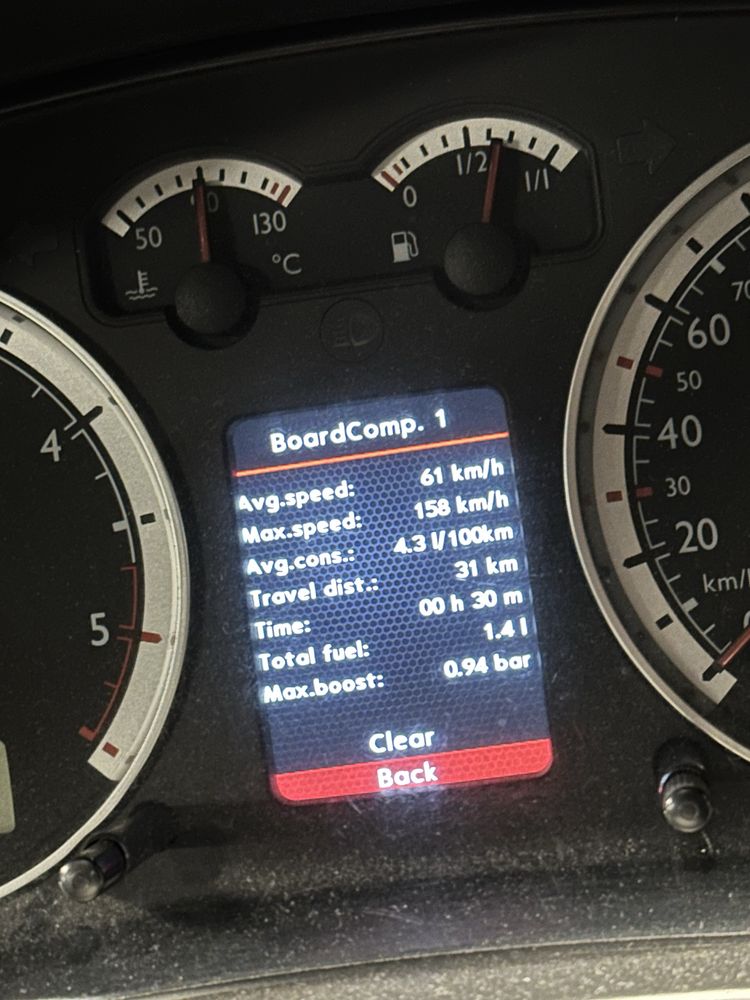 50
90
130
°C
0
1/2
1/1
4
5
BoardComp. 1
Avg.speed: 61 km/h
Max.speed: 158 km/h
Avg.cons.: 4.3 l/100km
Travel dist.: 31 km
Time: 00 h 30 m
Total fuel: 1.4 l
Max.boost: 0.94 bar
Clear
Back
60
50
40
30
20